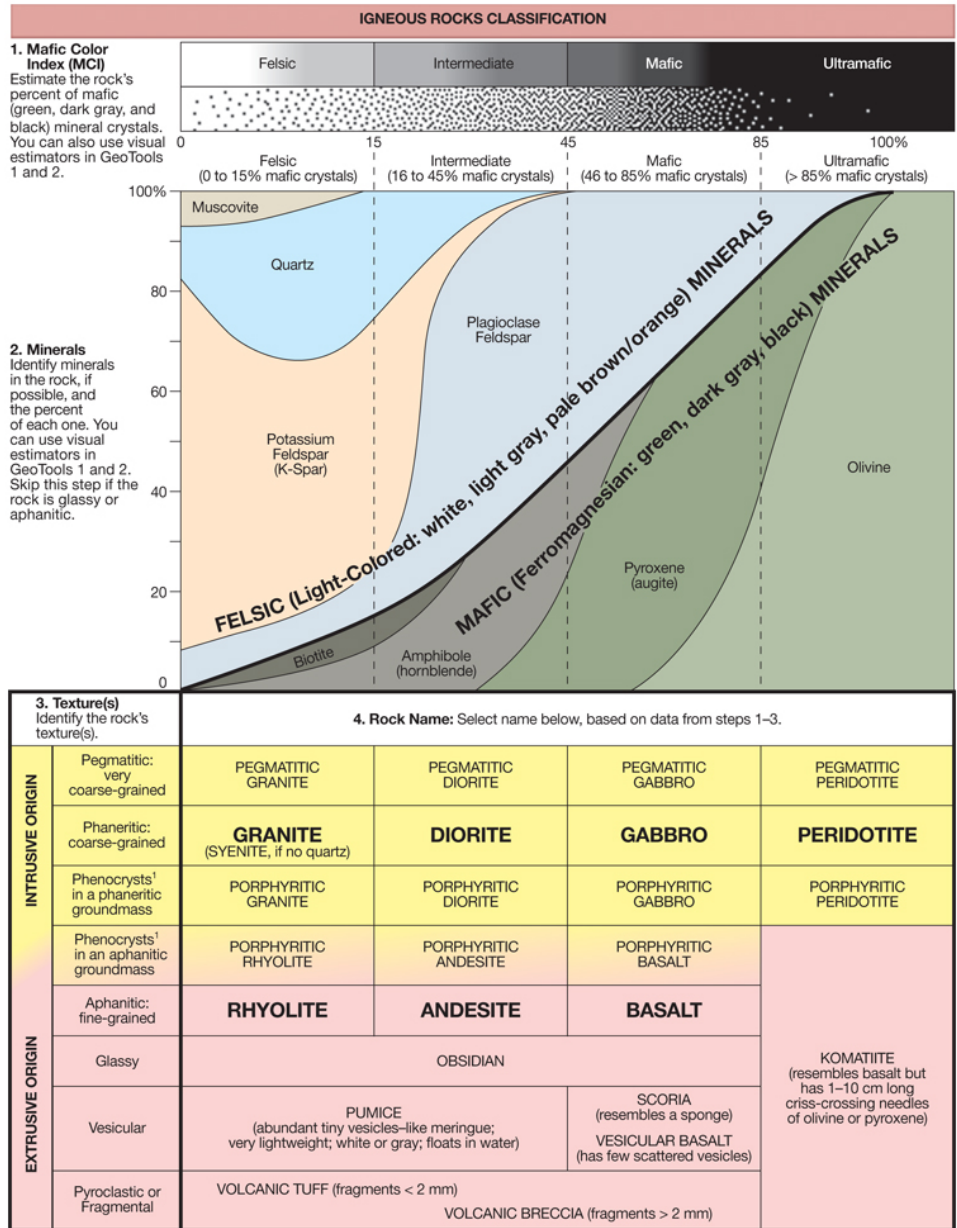 IGNEOUS ROCKS CLASSIFICATION
1. Mafic Color
Index (MCI)
Estimate the rock's
percent of mafic
(green, dark gray, and
black) mineral crystals.
You can also use visual
estimators in GeoTools
1 and 2.
Felsic
Intermediate
Mafic
Ultramafic
0
15
45
85
100%
Felsic
(0 to 15% mafic crystals)
Intermediate
(16 to 45% mafic crystals)
Mafic
(46 to 85% mafic crystals)
Ultramafic
(> 85% mafic crystals)
2. Minerals
Identify minerals
in the rock, if
possible, and
the percent
of each one. You
can use visual
estimators in
GeoTools 1 and 2.
Skip this step if the
rock is glassy or
aphanitic.
100%
80
60
40
20
0
Muscovite
Quartz
Plagioclase
Feldspar
Potassium
Feldspar
(K-Spar)
FELSIC (Light-Colored: white, light gray, pale brown/orange) MINERALS
MAFIC (Ferromagnesian: green, dark gray, black) MINERALS
Olivine
Pyroxene
(augite)
Biotite
Amphibole
(hornblende)
3. Texture(s)
Identify the rock's
texture(s).
4. Rock Name: Select name below, based on data from steps 1–3.
INTRUSIVE ORIGIN
Pegmatitic:
very
coarse-grained
PEGMATITIC
GRANITE
PEGMATITIC
DIORITE
PEGMATITIC
GABBRO
PEGMATITIC
PERIDOTITE
Phaneritic:
coarse-grained
GRANITE
(SYENITE, if no quartz)
DIORITE
GABBRO
PERIDOTITE
Phenocrysts¹
in a phaneritic
groundmass
PORPHYRITIC
GRANITE
PORPHYRITIC
DIORITE
PORPHYRITIC
GABBRO
PORPHYRITIC
PERIDOTITE
EXTRUSIVE ORIGIN
Phenocrysts¹
in an aphanitic
groundmass
PORPHYRITIC
RHYOLITE
PORPHYRITIC
ANDESITE
PORPHYRITIC
BASALT
Aphanitic:
fine-grained
RHYOLITE
ANDESITE
BASALT
Glassy
OBSIDIAN
KOMATIITE
(resembles basalt but
has 1–10 cm long
criss-crossing needles
of olivine or pyroxene)
Vesicular
PUMICE
(abundant tiny vesicles–like meringue;
very lightweight; white or gray; floats in water)
SCORIA
(resembles a sponge)
VESICULAR BASALT
(has few scattered vesicles)
Pyroclastic or
Fragmental
VOLCANIC TUFF (fragments < 2 mm)
VOLCANIC BRECCIA (fragments > 2 mm)